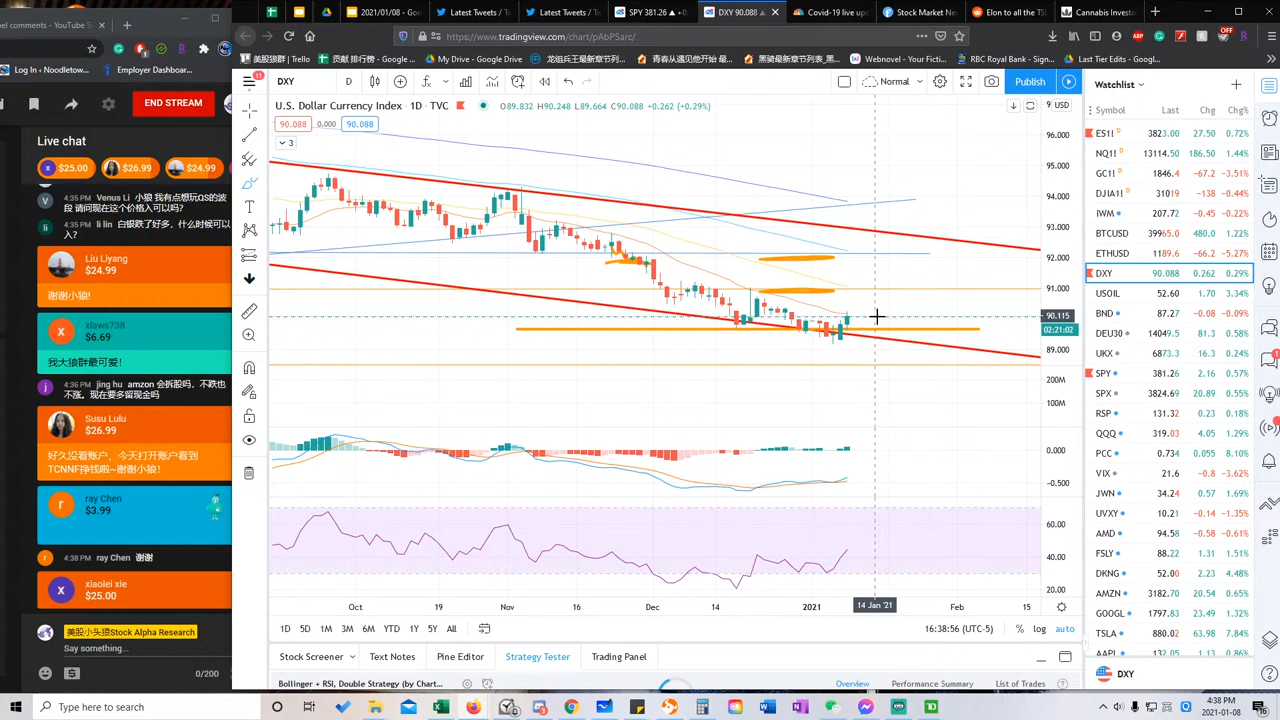 2021/01/08 - Goo
Latest Tweets / T
Latest Tweets / T
SPY 381.26 ▲ +0
DXY 90.088 ▲
Covid-19 live up
Stock Market Ne
Elon to all the TSL
Cannabis Investo
https://www.tradingview.com/chart/pAbP5arc/
OFF
Log In | Noodletow...
Employer Dashboard...
美股狼群 | Trello
贡献 排行榜 - Google...
My Drive - Google Drive
Webnovel - Your Ficti...
BBC
Royal Road
Last Tier Edits - Google...
END STREAM
11
DXY
D
Normal
Publish
Watchlist
U.S. Dollar Currency Index · 1D · TVC
O89.832 H90.248 L89.664 C90.088 +0.262 (+0.29%)
USD
90.088
0.000
90.088
3
Live chat
$25.00
$26.99
$24.99
4:35 PM Venus Li 小狼 我有点想玩QS的波
段 请问现在这个价格入可以吗?
4:35 PM li lin 白银跌了好多,什么时候可以
入?
Liu Liyang
$24.99
谢谢小狼!
xlaws738
$6.69
我大狼群最可爱!
4:36 PM jing hu amzon 会拆股吗,不跌也
不涨。现在要多留现金吗
Susu Lulu
$26.99
好久没看账户,今天打开账户看到
TCNNF挣钱啦~谢谢小狼!
ray Chen
$3.99
4:38 PM ray Chen 谢谢
xiaolei xie
$25.00
美股小头狼Stock Alpha Research
Say something...
0/200
96.000
95.000
94.000
93.000
92.000
91.000
90.115
02:21:02
89.000
200M
100M
0.000
-0.500
60.00
40.00
20.00
Oct
19
Nov
16
Dec
14
2021
14 Jan '21
Feb
15
1D 5D 1M 3M 6M YTD 1Y 5Y All
16:38:56 (UTC-5)
% log auto
Stock Screener
Text Notes
Pine Editor
Strategy Tester
Trading Panel
Bollinger + RSI, Double Strategy (by Chart...
Overview
Performance Summary
List of Trades
Symbol Last Chg Chg%
ES1! D 3823.00 27.50 0.72%
NQ1! D 13114.50 186.50 1.44%
GC1! D 1846.4 -67.2 -3.51%
DJIA1! D 31019 -138 -0.44%
IWM 207.72 -0.45 -0.22%
BTCUSD 39965.0 480.0 1.22%
ETHUSD 1189.6 -66.2 -5.27%
DXY 90.088 0.262 0.29%
USOIL 52.60 1.70 3.34%
BND 87.27 -0.08 -0.09%
DEU30 14049.5 81.3 0.58%
UKX 6873.3 16.3 0.24%
SPY 381.26 2.16 0.57%
SPX 3824.69 20.89 0.55%
RSP 131.32 0.23 0.18%
QQQ 319.03 4.05 1.29%
PCC 0.724 0.055 8.10%
VIX 21.6 -0.8 -3.62%
JWN 34.24 0.57 1.69%
UVXY 10.21 -0.14 -1.35%
AMD 94.58 -0.58 -0.61%
FSLY 88.22 1.31 1.51%
DKNG 52.00 2.23 4.48%
AMZN 3182.70 20.54 0.65%
GOOGL 1797.83 23.49 1.32%
TSLA 880.02 63.98 7.84%
AAPL 132.05 1.13 0.86%
DXY
Type here to search
4:38 PM
2021-01-08